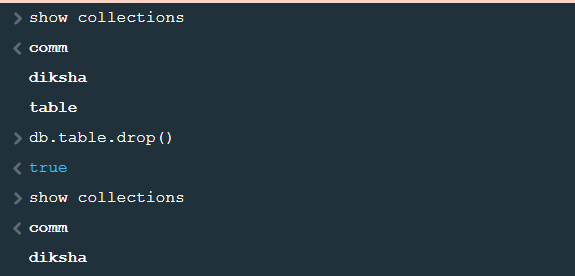 > show collections
< comm
diksha
table
> db.table.drop()
< true
> show collections
< comm
diksha